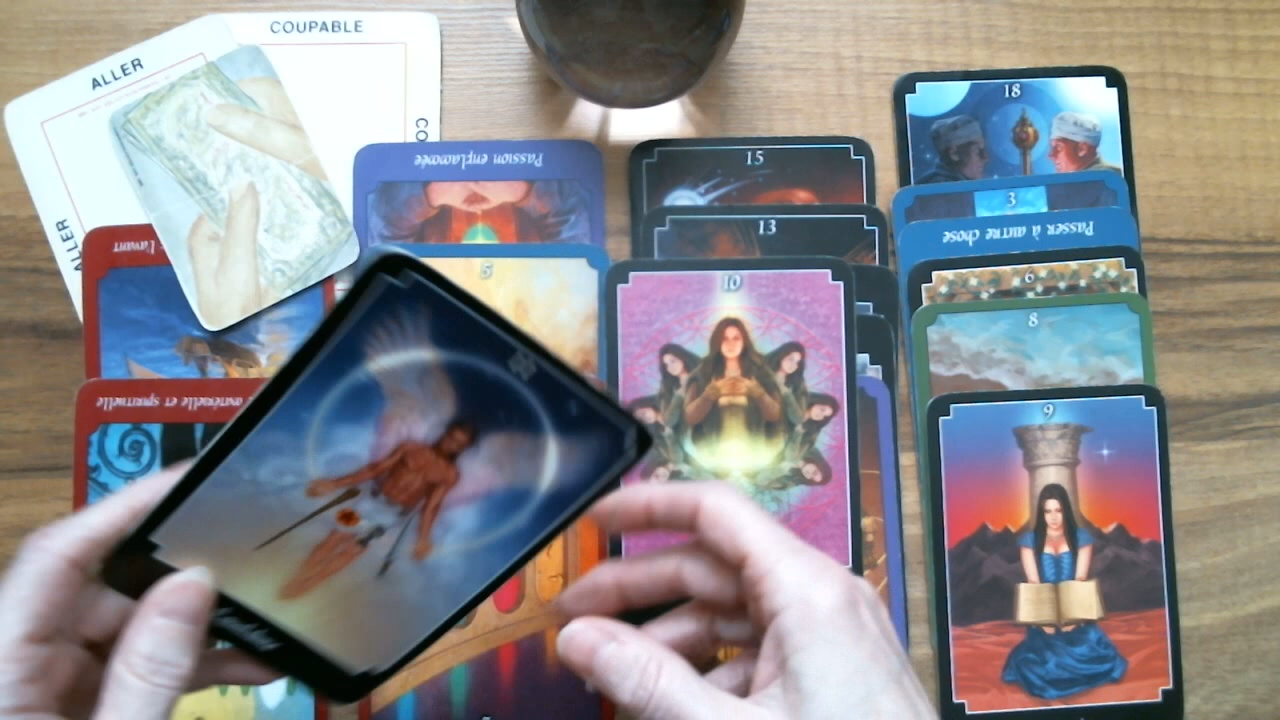 COUPABLE
ALLER
CO
ALLER
L'avant
Passion enflammée
15
13
10
5
18
3
Passer à autre chose
6
8
9
matérielle et spirituelle